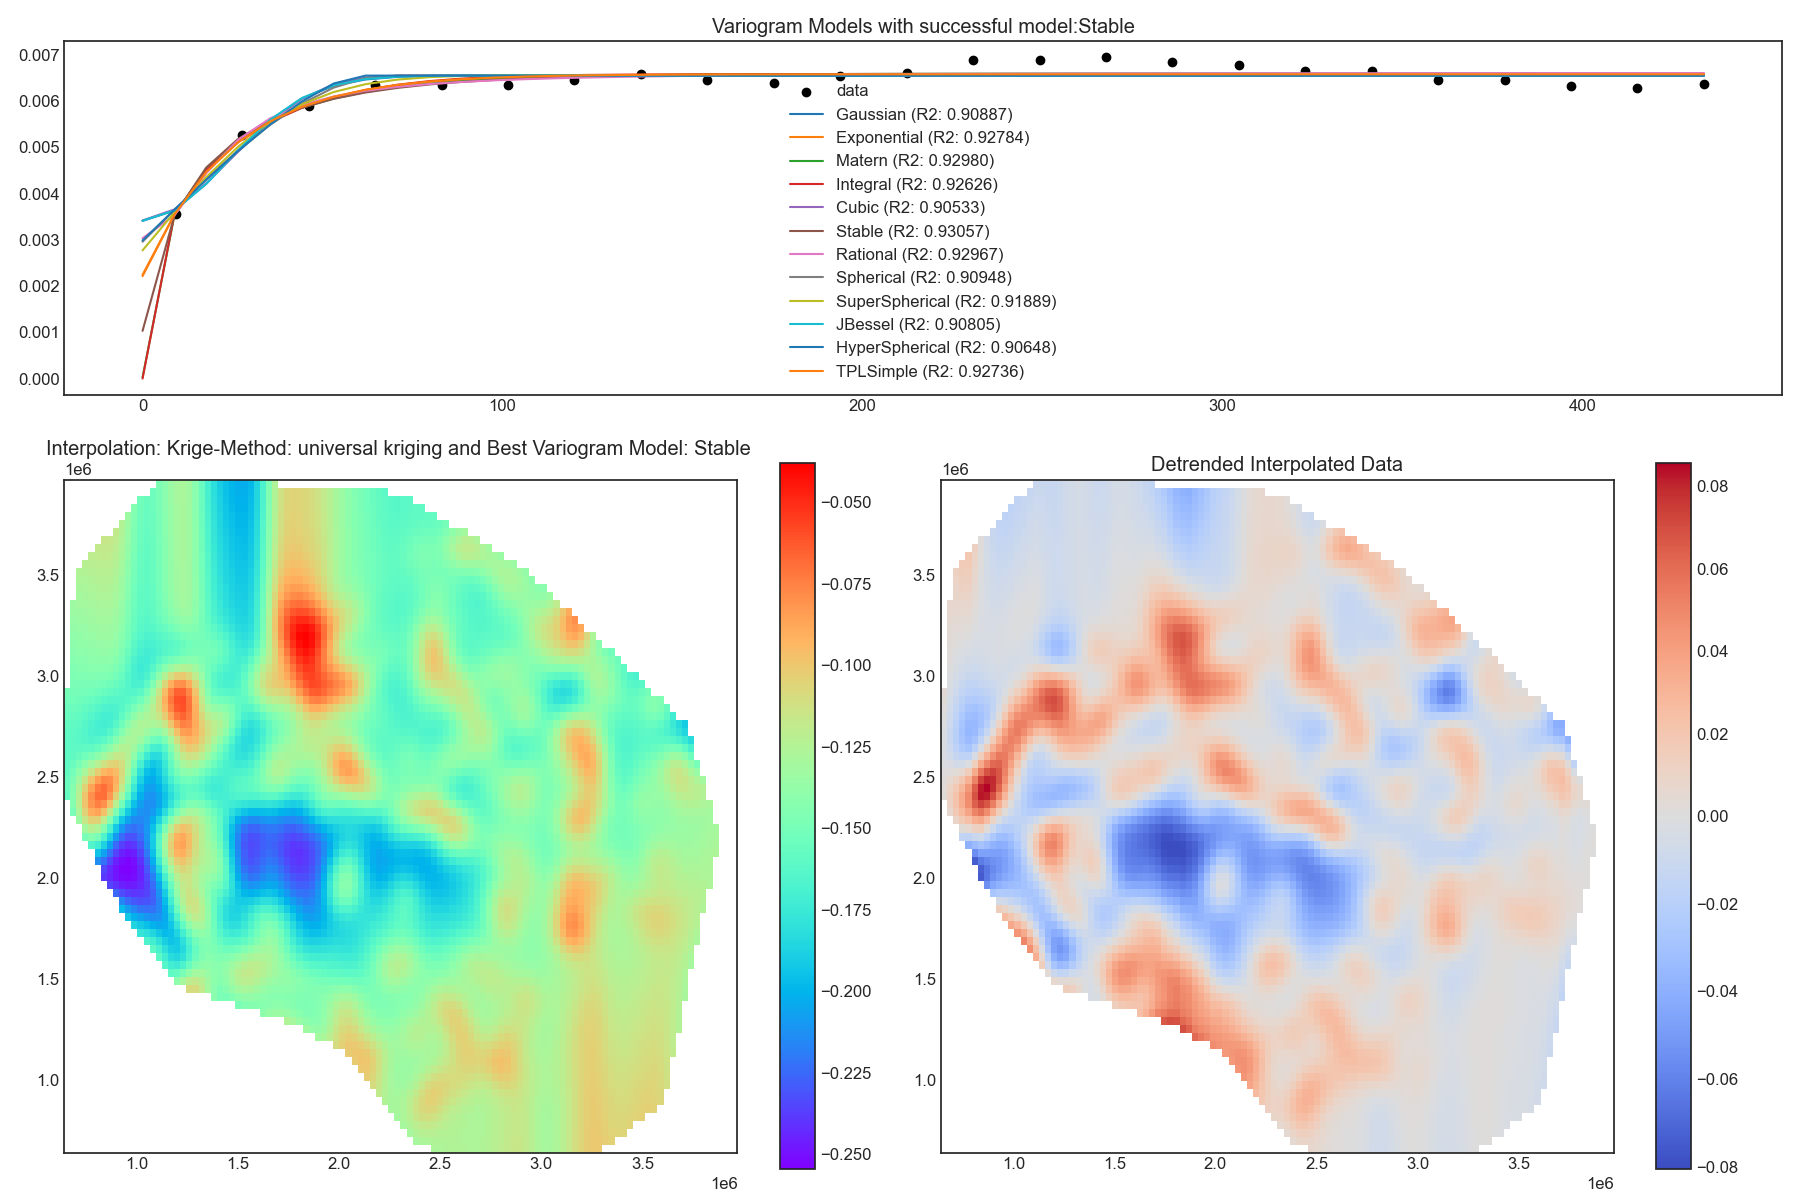 Variogram Models with successful model:Stable
0.007
0.006
0.005
0.004
0.003
0.002
0.001
0.000
data
Gaussian (R2: 0.90887)
Exponential (R2: 0.92784)
Matern (R2: 0.92980)
Integral (R2: 0.92626)
Cubic (R2: 0.90533)
Stable (R2: 0.93057)
Rational (R2: 0.92967)
Spherical (R2: 0.90948)
SuperSpherical (R2: 0.91889)
JBessel (R2: 0.90805)
HyperSpherical (R2: 0.90648)
TPLSimple (R2: 0.92736)
0 100 200 300 400
Interpolation: Krige-Method: universal kriging and Best Variogram Model: Stable
1e6
3.5
3.0
2.5
2.0
1.5
1.0
1.0 1.5 2.0 2.5 3.0 3.5
1e6
−0.050
−0.075
−0.100
−0.125
−0.150
−0.175
−0.200
−0.225
−0.250
Detrended Interpolated Data
1e6
3.5
3.0
2.5
2.0
1.5
1.0
1.0 1.5 2.0 2.5 3.0 3.5
1e6
0.08
0.06
0.04
0.02
0.00
−0.02
−0.04
−0.06
−0.08